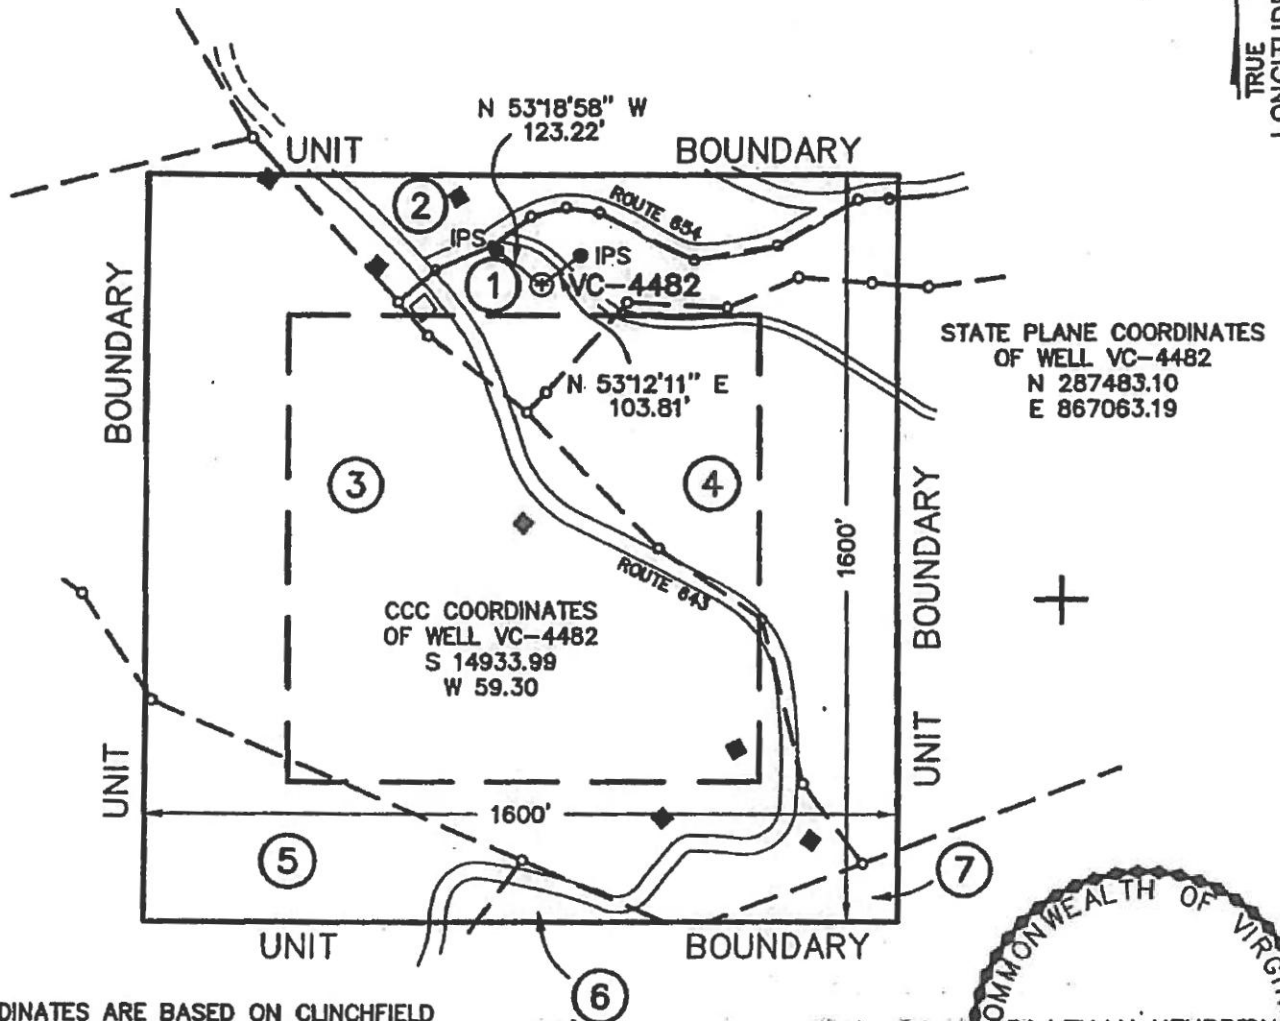 TRUE
N 53°18'58" W
123.22'
UNIT
BOUNDARY
2
ROUTE 654
IPS
IPS
1
VC-4482
BOUNDARY
STATE PLANE COORDINATES
OF WELL VC-4482
N 287483.10
E 867063.19
N 53°12'11" E
103.81'
3
4
1600'
BOUNDARY
ROUTE 643
CCC COORDINATES
OF WELL VC-4482
S 14933.99
W 59.30
UNIT
UNIT
1600'
5
7
UNIT
BOUNDARY
6
DINATES ARE BASED ON CLINCHFIELD
OMMONWEALTH OF VIRG